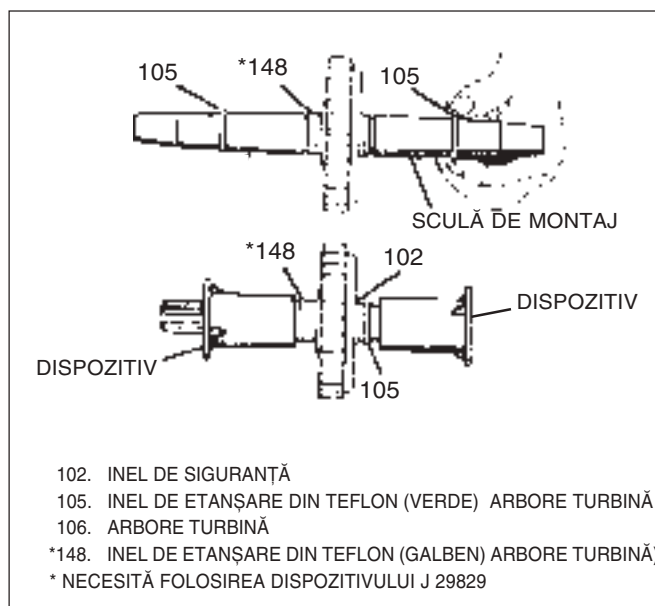 105
*148
105
SCULĂ DE MONTAJ
*148
102
DISPOZITIV
DISPOZITIV
105
102. INEL DE SIGURANȚĂ
105. INEL DE ETANȘARE DIN TEFLON (VERDE) ARBORE TURBINĂ
106. ARBORE TURBINĂ
*148. INEL DE ETANȘARE DIN TEFLON (GALBEN) ARBORE TURBINĂ)
* NECESITĂ FOLOSIREA DISPOZITIVULUI J 29829